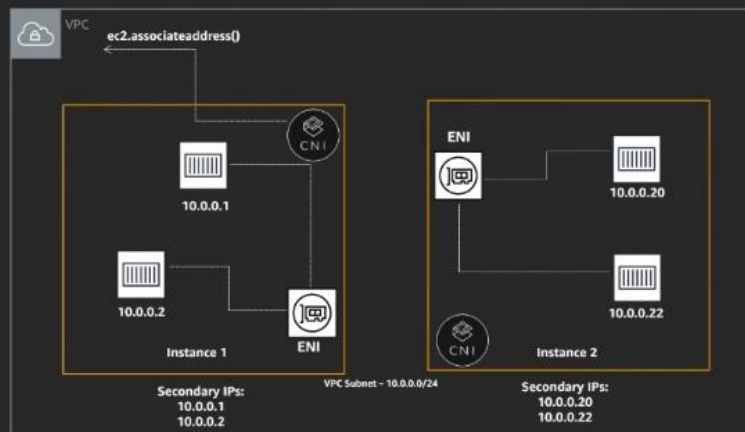 VPC
ec2.associateaddress()
CNI
10.0.0.1
10.0.0.2
ENI
Instance 1
Secondary IPs:
10.0.0.1
10.0.0.2
VPC Subnet – 10.0.0.0/24
ENI
10.0.0.20
10.0.0.22
CNI
Instance 2
Secondary IPs:
10.0.0.20
10.0.0.22